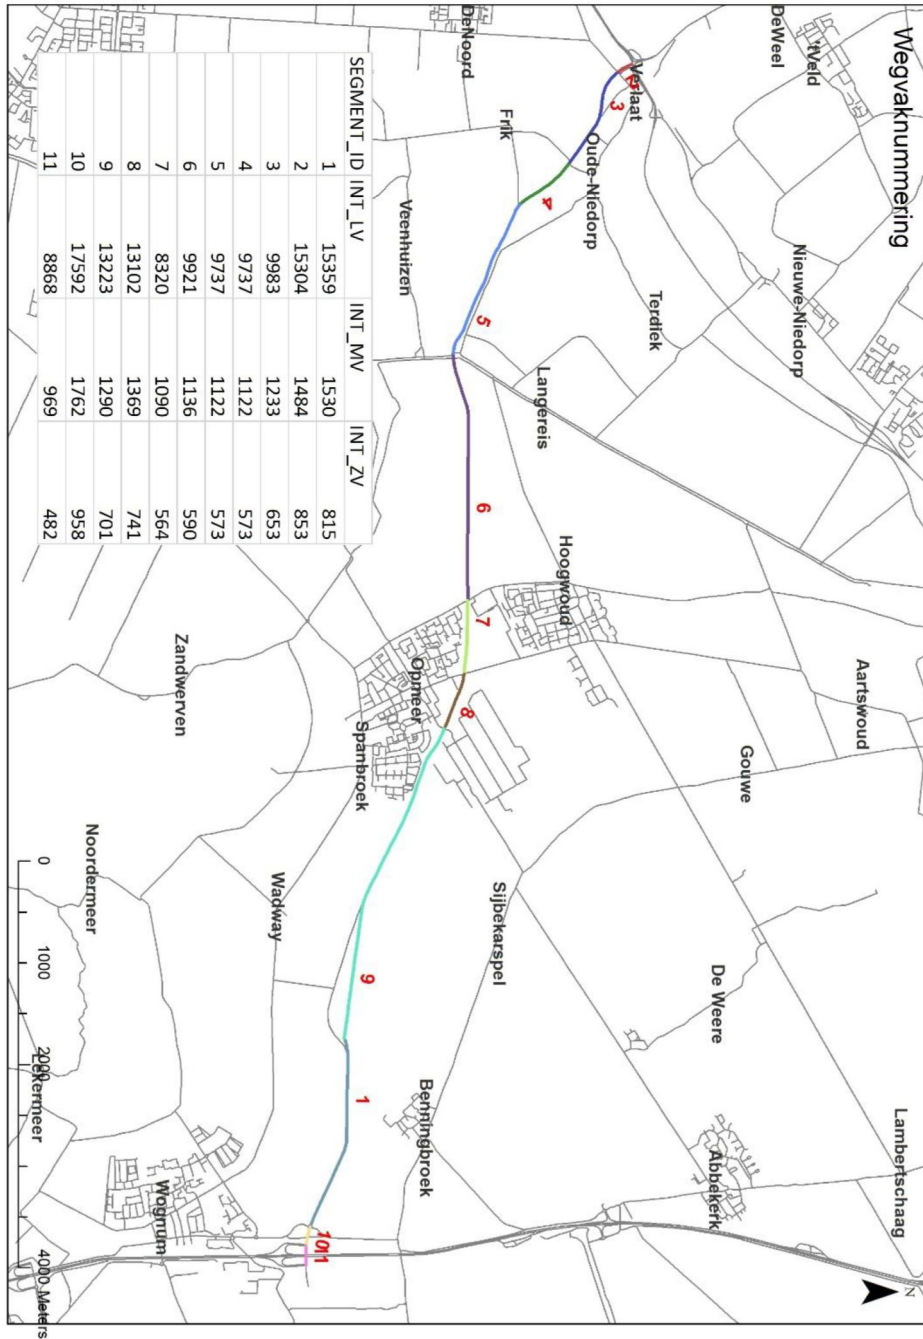 Wegvaknummering
DeWeel
'tVeld
Nieuwe-Niedorp
Aartswoud
Lambertschaag
N
Verlaat
2
3
Oude-Niedorp
Terdiek
Gouwe
De Weere
Abbekerk
DeNoord
Frik
4
Langereis
Hoogwoud
Sijbekarspel
Benningbroek
5
6
7
8
Opmeer
Veenhuizen
Spanbroek
9
1
10
11
Zandwerven
Wadway
Wognum
Noordermeer
Lekermeer
SEGMENT_ID INT_LV INT_MV INT_ZV
1 15359 1530 815
2 15304 1484 853
3 9983 1233 653
4 9737 1122 573
5 9737 1122 573
6 9921 1136 590
7 8320 1090 564
8 13102 1369 741
9 13223 1290 701
10 17592 1762 958
11 8868 969 482
0 1000 2000 4000 Meters